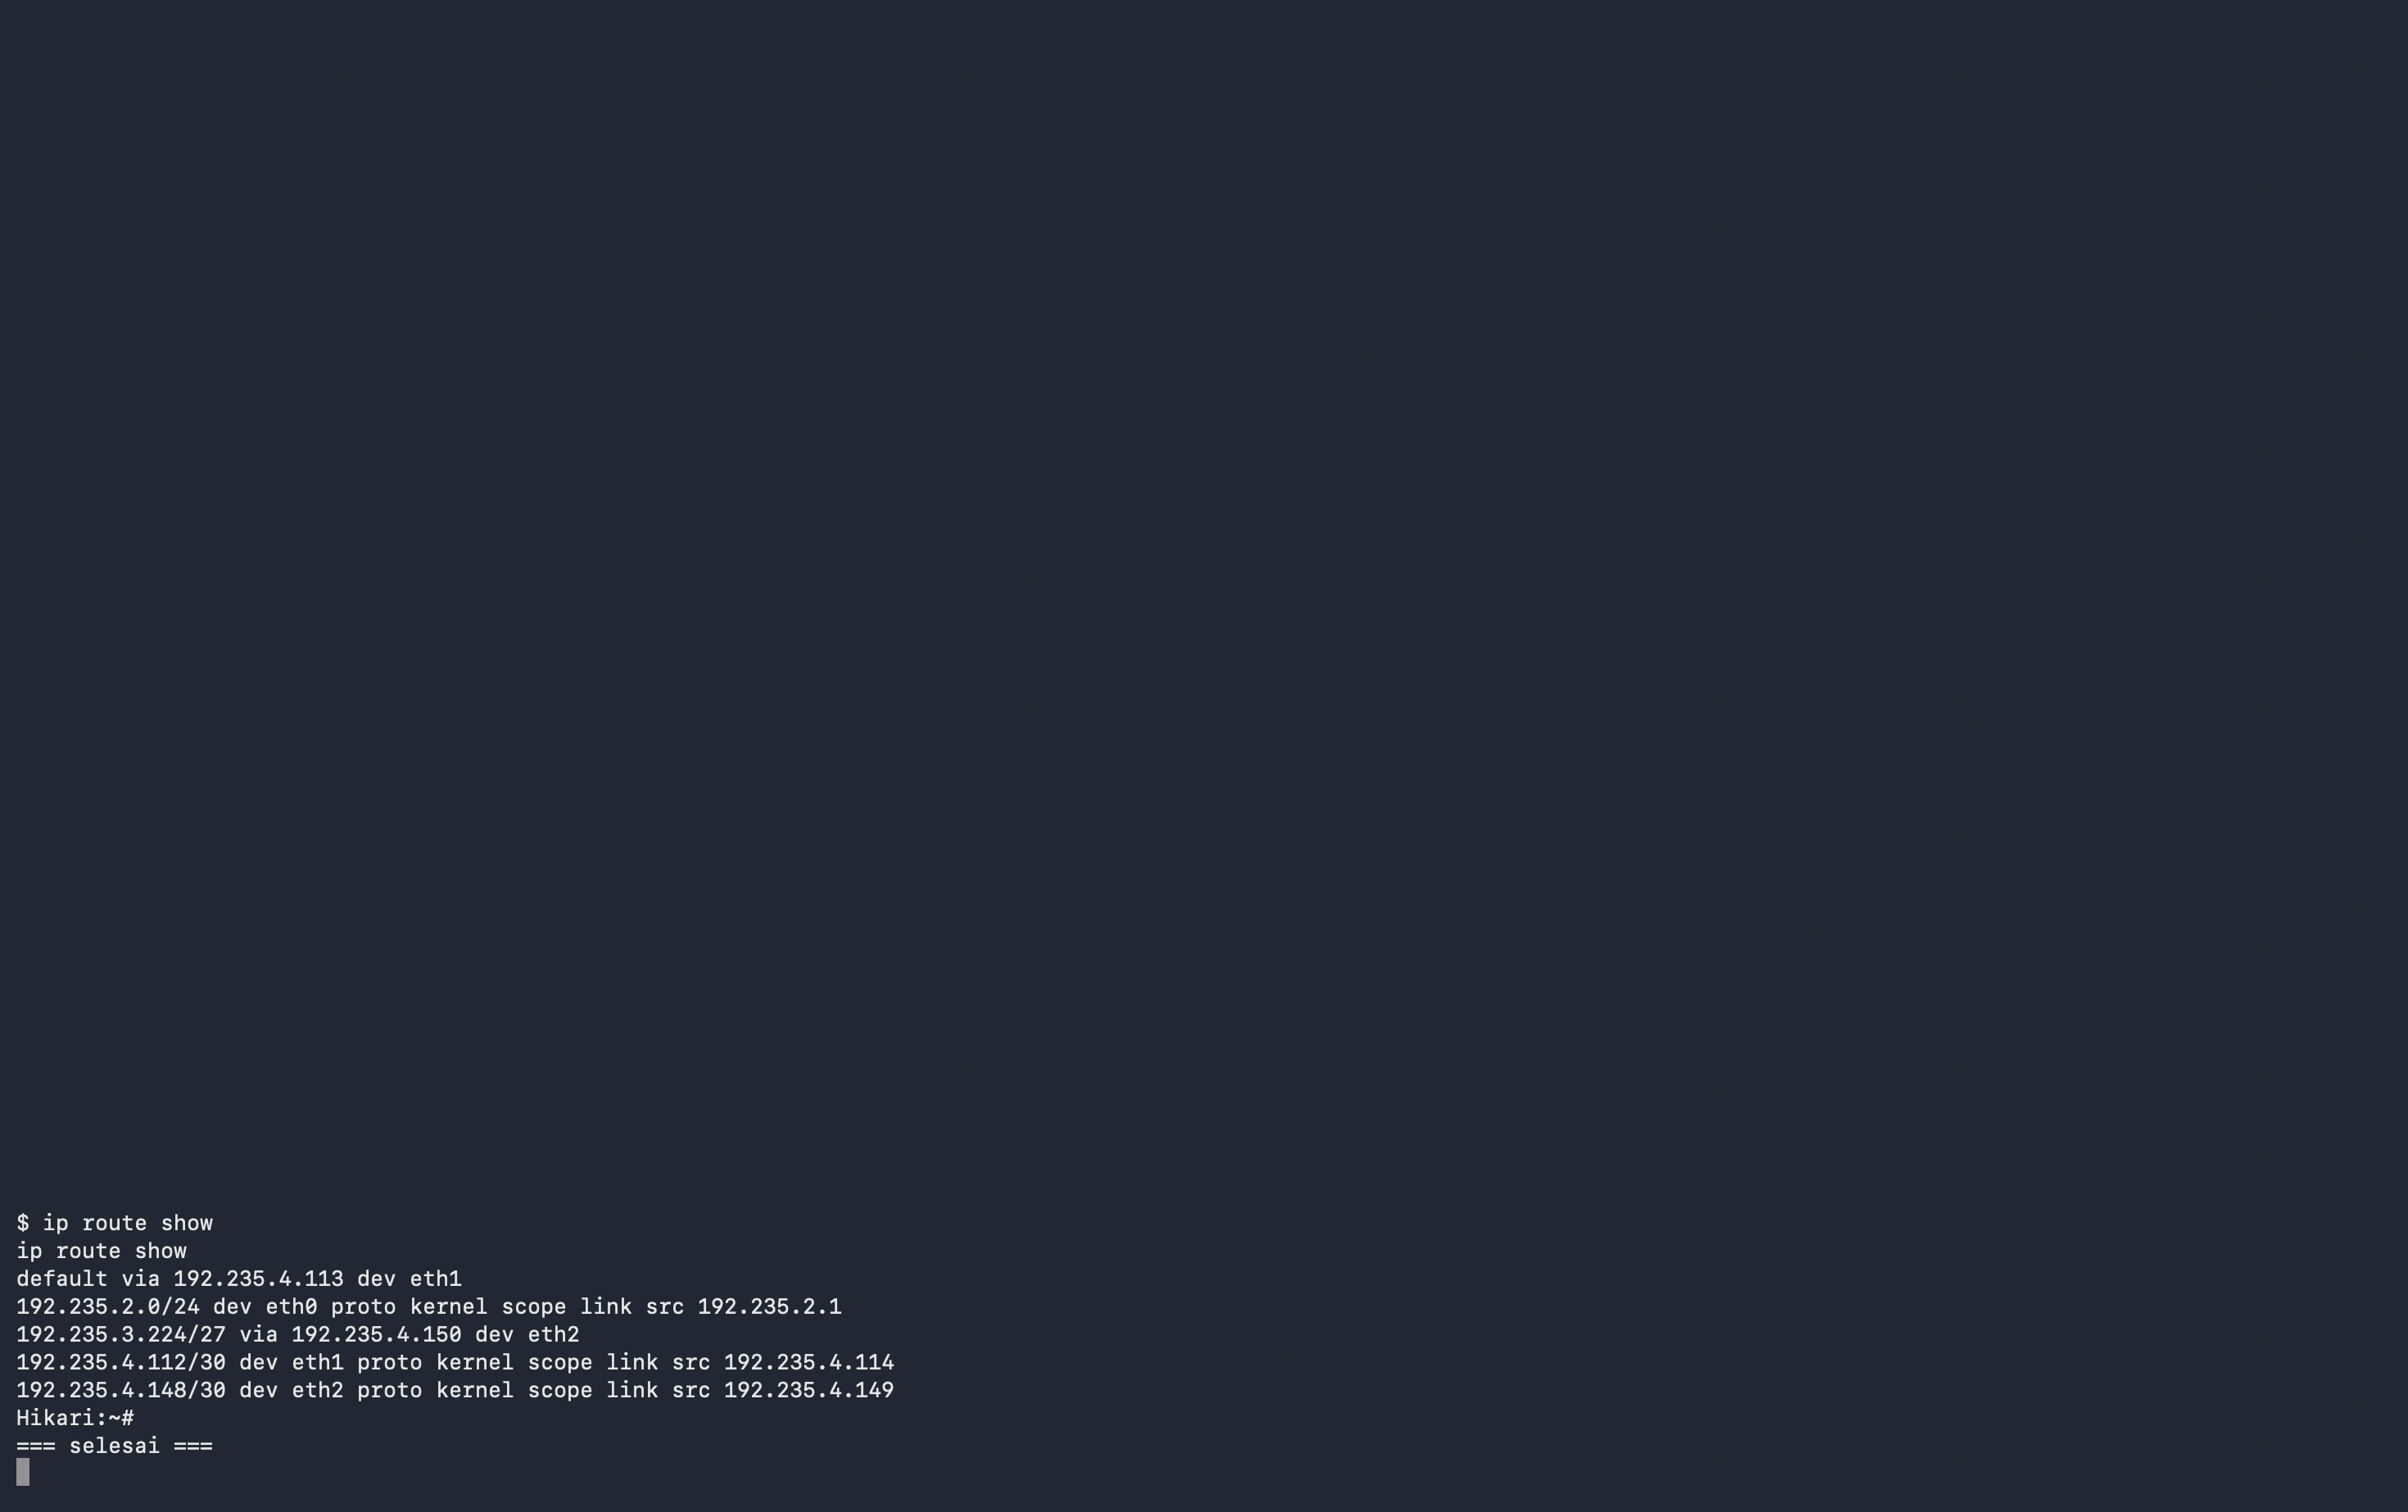 $ ip route show
ip route show
default via 192.235.4.113 dev eth1
192.235.2.0/24 dev eth0 proto kernel scope link src 192.235.2.1
192.235.3.224/27 via 192.235.4.150 dev eth2
192.235.4.112/30 dev eth1 proto kernel scope link src 192.235.4.114
192.235.4.148/30 dev eth2 proto kernel scope link src 192.235.4.149
Hikari:~#
=== selesai ===